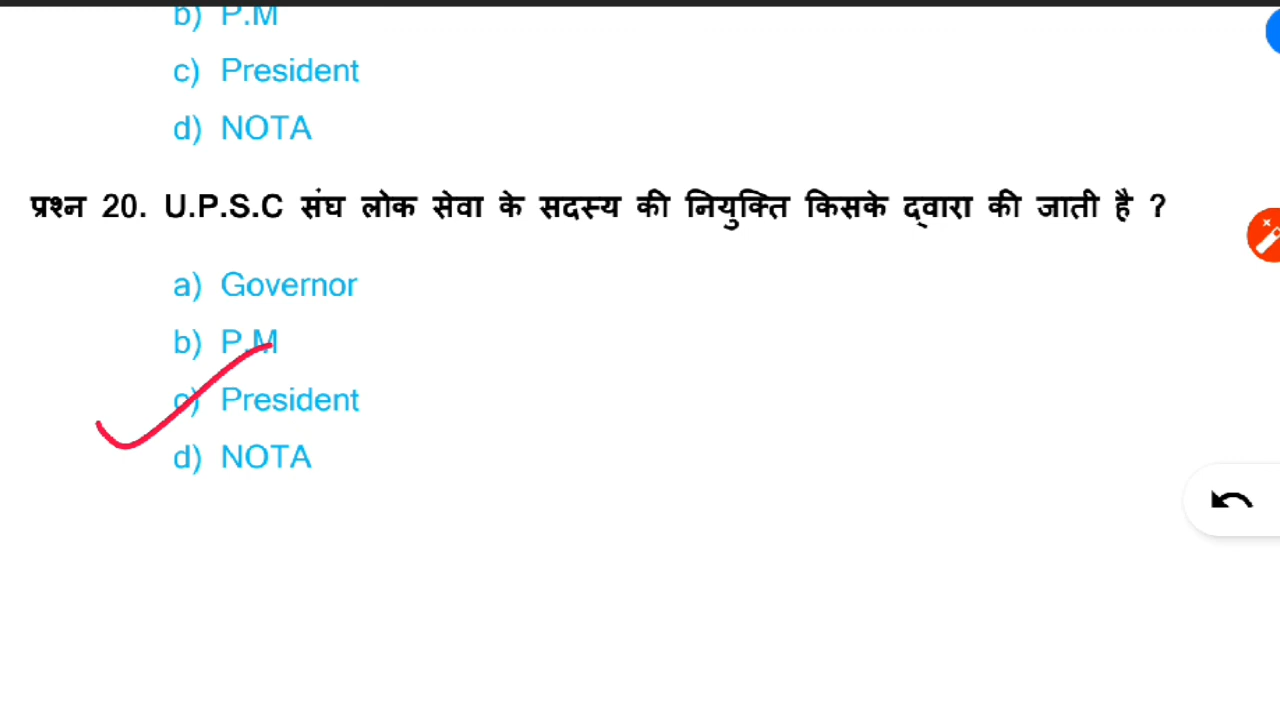 b) P.M
c) President
d) NOTA
प्रश्न 20. U.P.S.C संघ लोक सेवा के सदस्य की नियुक्ति किसके द्वारा की जाती है ?
a) Governor
b) P.M
c) President
d) NOTA